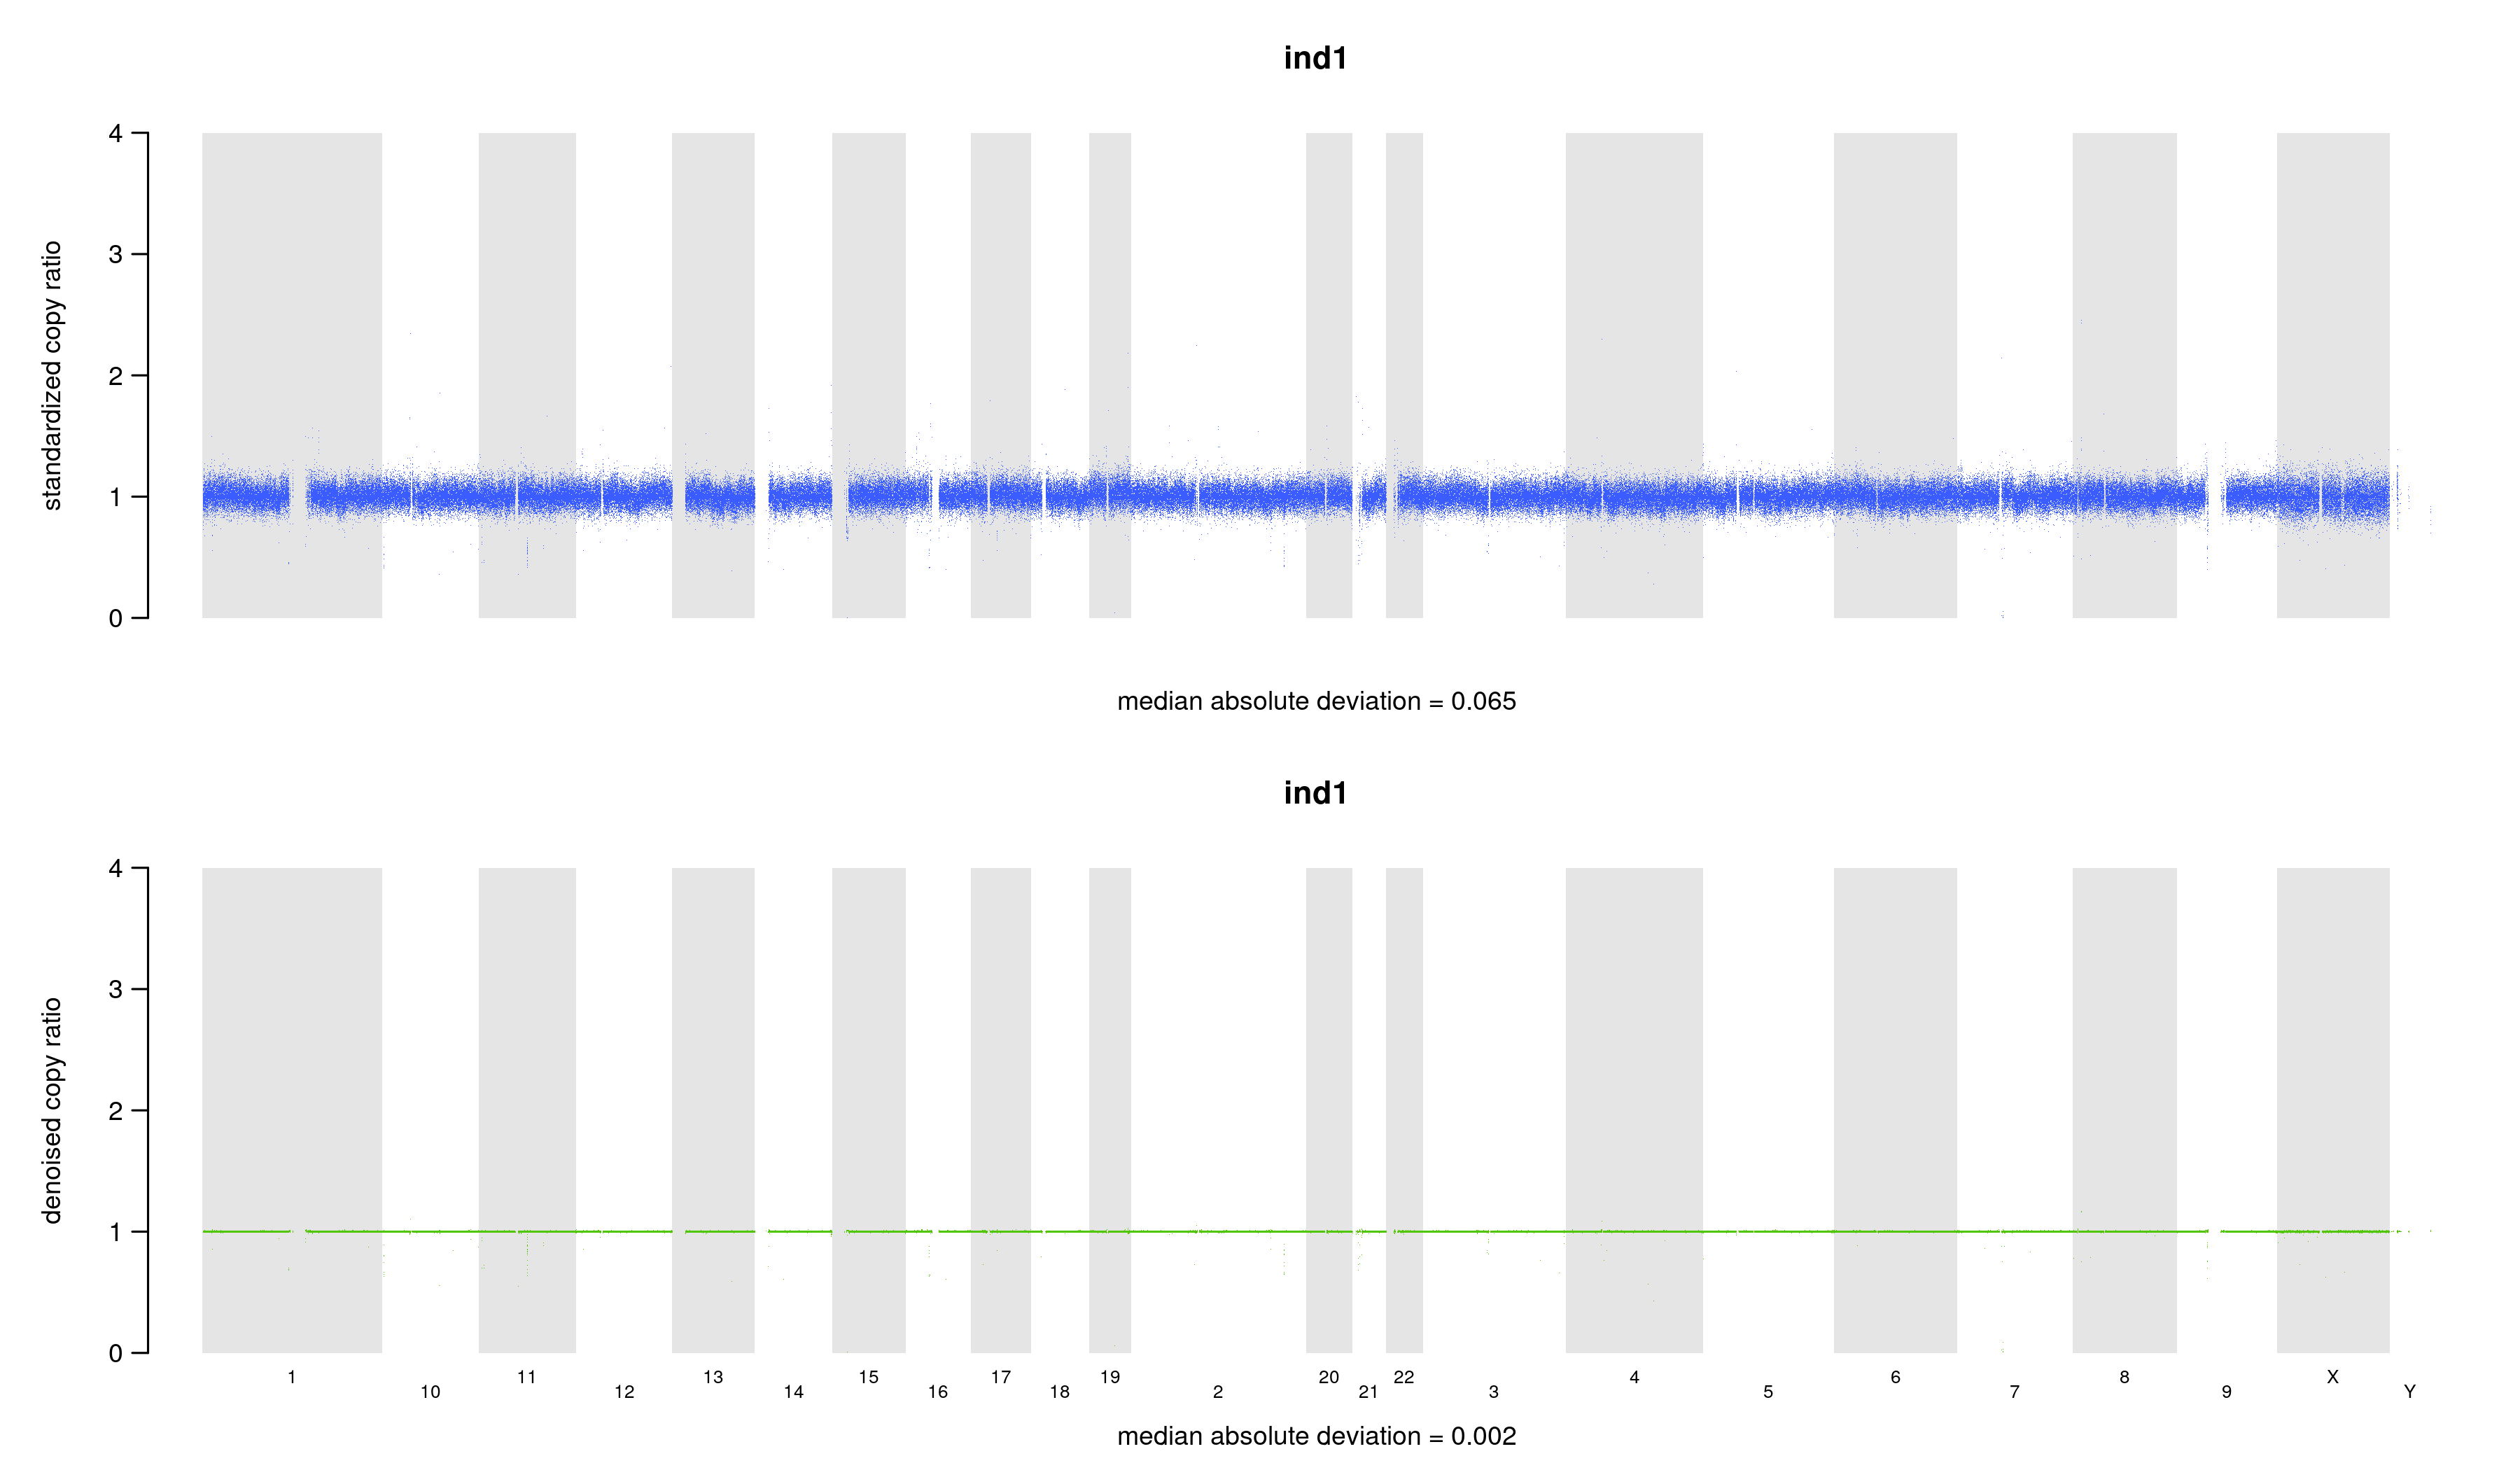 ind1
standardized copy ratio
4
3
2
1
0
median absolute deviation = 0.065
ind1
denoised copy ratio
4
3
2
1
0
1 10 11 12 13 14 15 16 17 18 19 2 20 21 22 3 4 5 6 7 8 9 X Y
median absolute deviation = 0.002